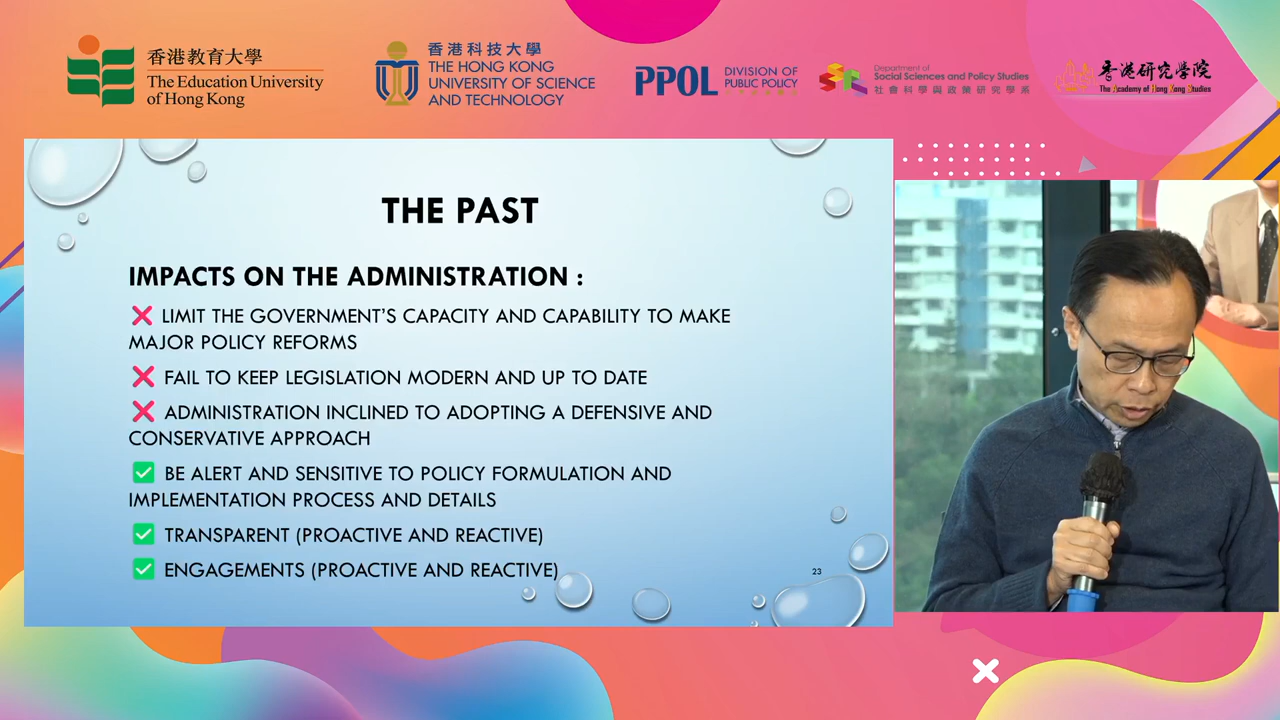 香港教育大學
The Education University
of Hong Kong
香港科技大學
THE HONG KONG
UNIVERSITY OF SCIENCE
AND TECHNOLOGY
PPOL
DIVISION OF
PUBLIC POLICY
Department of
Social Sciences and Policy Studies
社會科學與政策研究學系
香港研究學院
The Academy of Hong Kong Studies
THE PAST
IMPACTS ON THE ADMINISTRATION :
❌ LIMIT THE GOVERNMENT'S CAPACITY AND CAPABILITY TO MAKE
MAJOR POLICY REFORMS
❌ FAIL TO KEEP LEGISLATION MODERN AND UP TO DATE
❌ ADMINISTRATION INCLINED TO ADOPTING A DEFENSIVE AND
CONSERVATIVE APPROACH
✅ BE ALERT AND SENSITIVE TO POLICY FORMULATION AND
IMPLEMENTATION PROCESS AND DETAILS
✅ TRANSPARENT (PROACTIVE AND REACTIVE)
✅ ENGAGEMENTS (PROACTIVE AND REACTIVE)
23